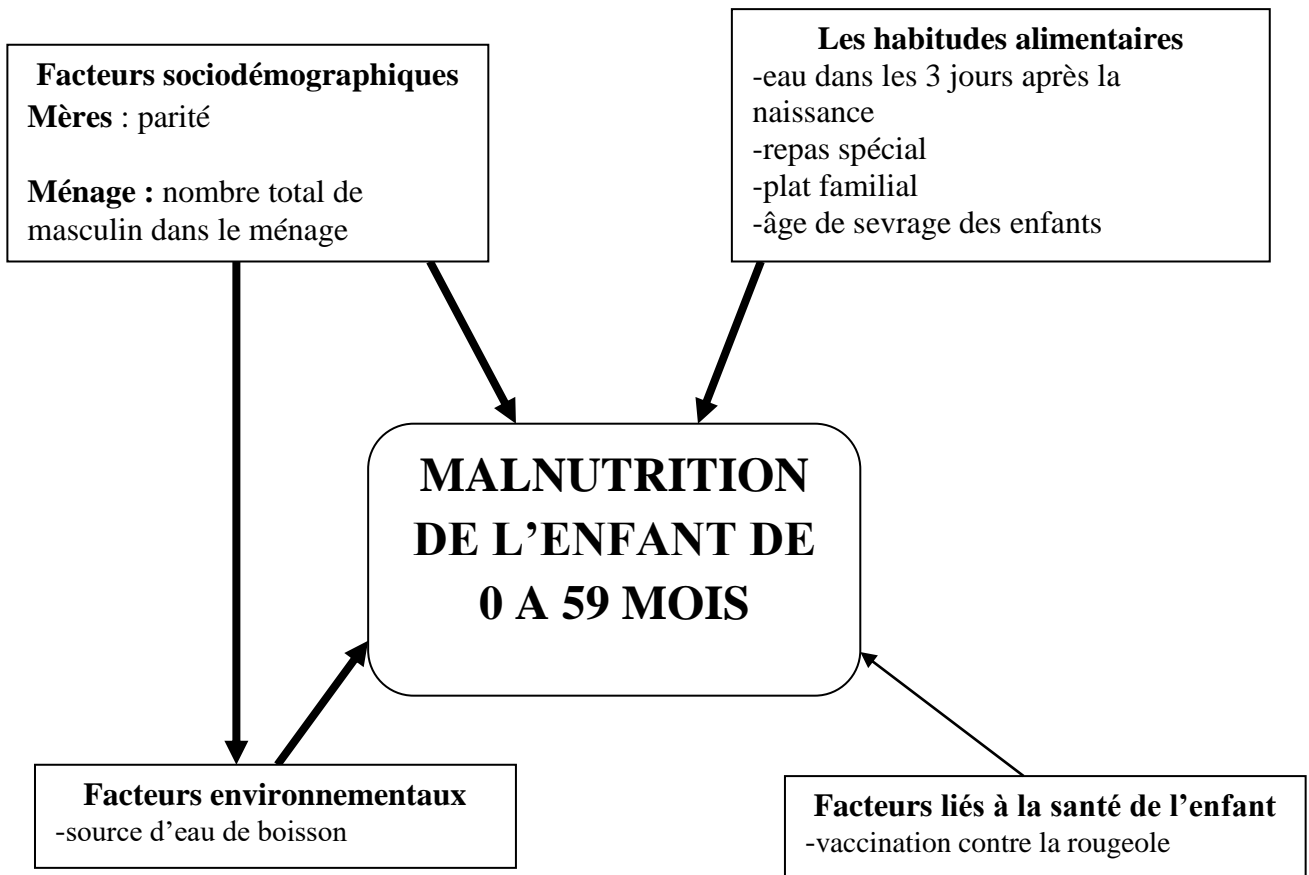 Facteurs sociodémographiques
Mères : parité
Ménage : nombre total de
masculin dans le ménage
Les habitudes alimentaires
-eau dans les 3 jours après la
naissance
-repas spécial
-plat familial
-âge de sevrage des enfants
MALNUTRITION
DE L’ENFANT DE
0 A 59 MOIS
Facteurs environnementaux
-source d’eau de boisson
Facteurs liés à la santé de l’enfant
-vaccination contre la rougeole